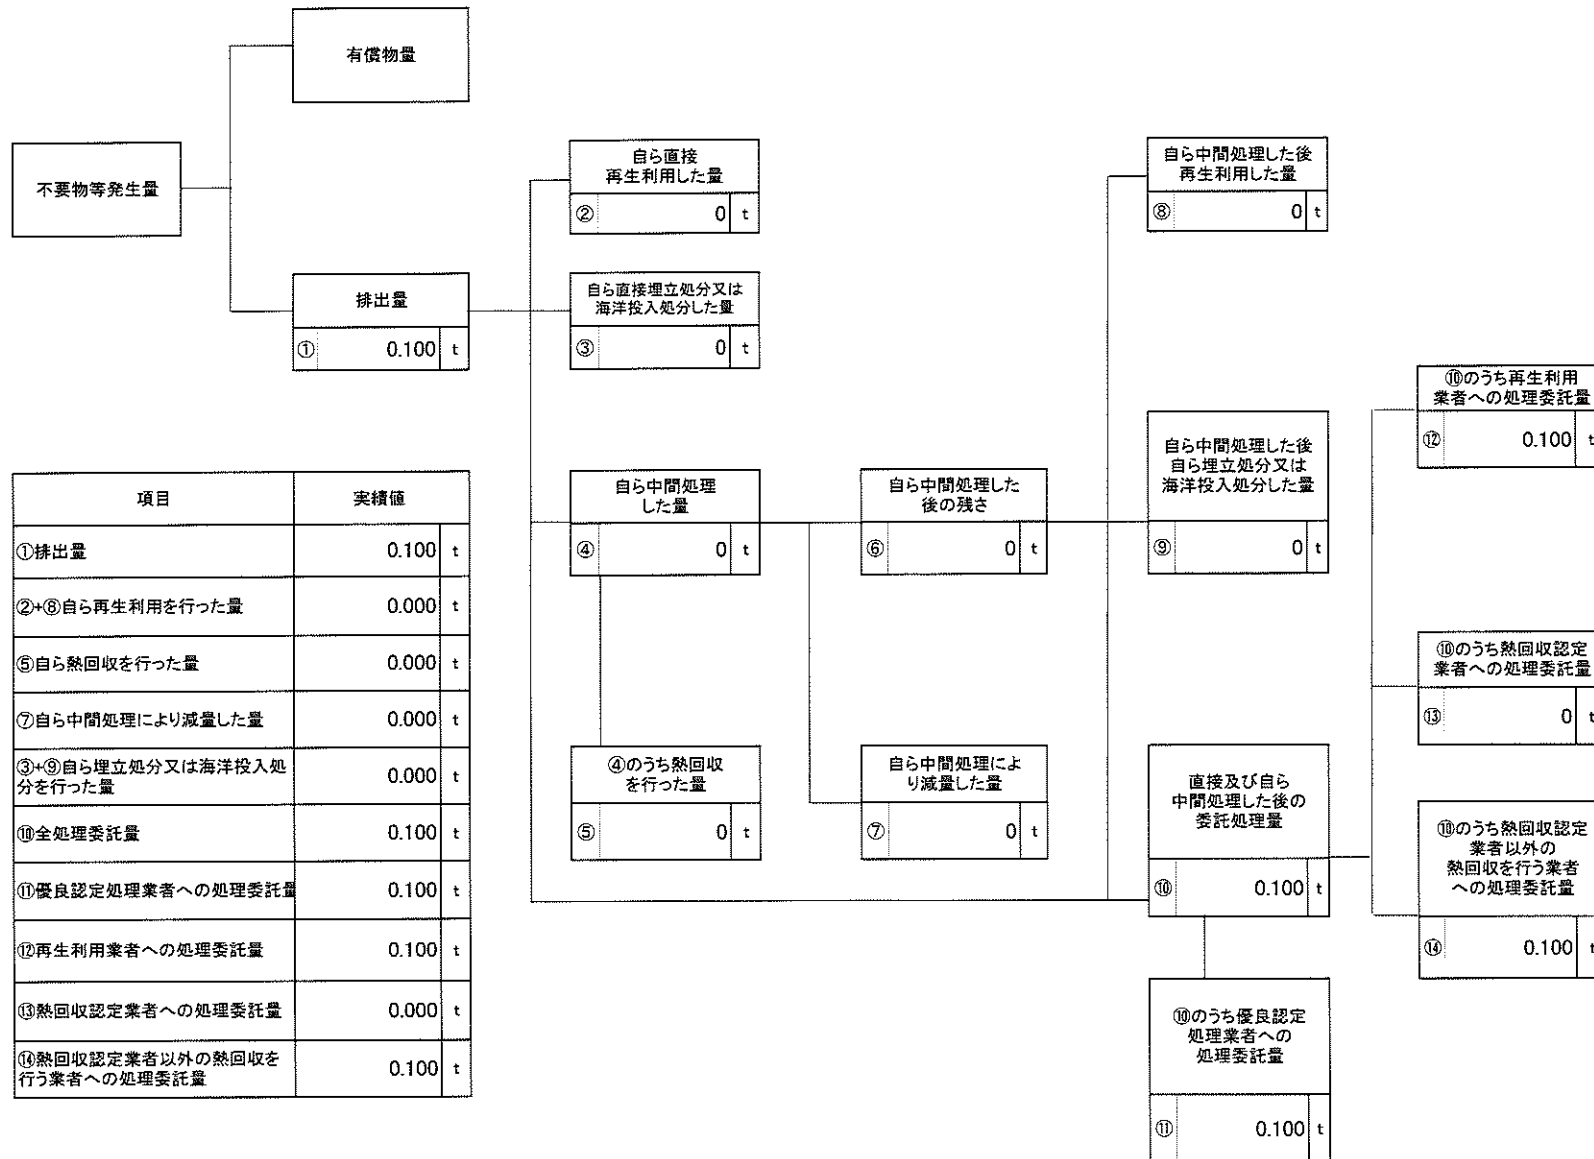 有償物量
不要物等発生量
排出量
① 0.100 t
自ら直接
再生利用した量
② 0 t
自ら直接埋立処分又は
海洋投入処分した量
③ 0 t
自ら中間処理
した量
④ 0 t
④のうち熱回収
を行った量
⑤ 0 t
自ら中間処理した
後の残さ
⑥ 0 t
自ら中間処理によ
り減量した量
⑦ 0 t
自ら中間処理した後
再生利用した量
⑧ 0 t
自ら中間処理した後
自ら埋立処分又は
海洋投入処分した量
⑨ 0 t
直接及び自ら
中間処理した後の
委託処理量
⑩ 0.100 t
⑩のうち優良認定
処理業者への
処理委託量
⑪ 0.100 t
⑩のうち再生利用
業者への処理委託量
⑫ 0.100 t
⑩のうち熱回収認定
業者への処理委託量
⑬ 0 t
⑩のうち熱回収認定
業者以外の
熱回収を行う業者
への処理委託量
⑭ 0.100 t
項目 実績値
①排出量 0.100 t
②+⑧自ら再生利用を行った量 0.000 t
⑤自ら熱回収を行った量 0.000 t
⑦自ら中間処理により減量した量 0.000 t
③+⑨自ら埋立処分又は海洋投入処
分を行った量 0.000 t
⑩全処理委託量 0.100 t
⑪優良認定処理業者への処理委託量 0.100 t
⑫再生利用業者への処理委託量 0.100 t
⑬熱回収認定業者への処理委託量 0.000 t
⑭熱回収認定業者以外の熱回収を
行う業者への処理委託量 0.100 t